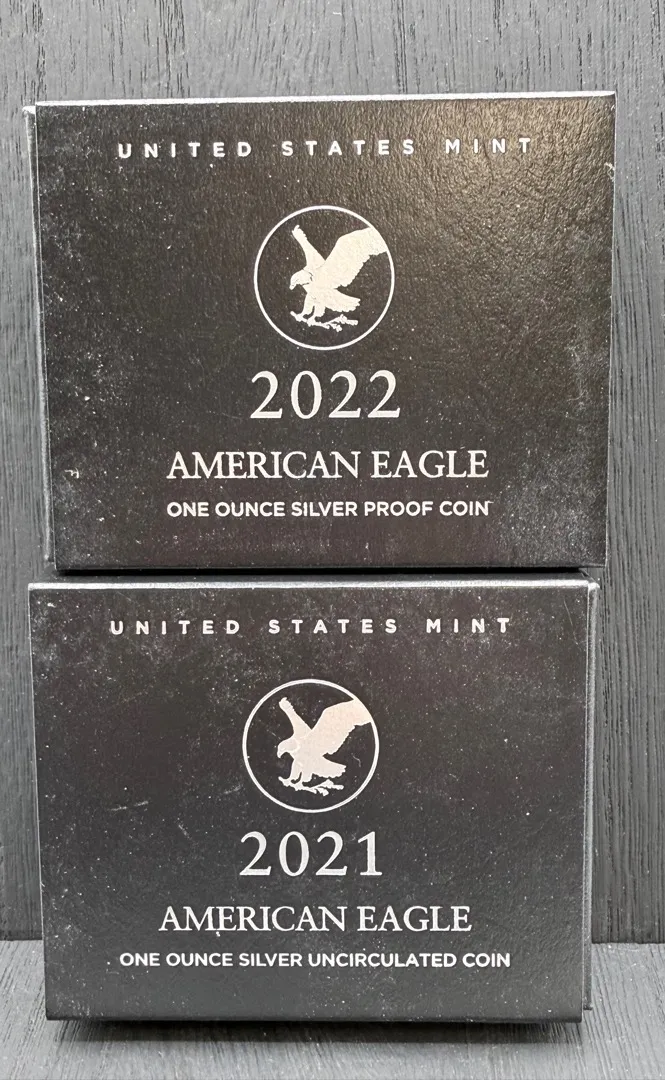 UNITED STATES MINT
2022
AMERICAN EAGLE
ONE OUNCE SILVER PROOF COIN
UNITED STATES MINT
2021
AMERICAN EAGLE
ONE OUNCE SILVER UNCIRCULATED COIN